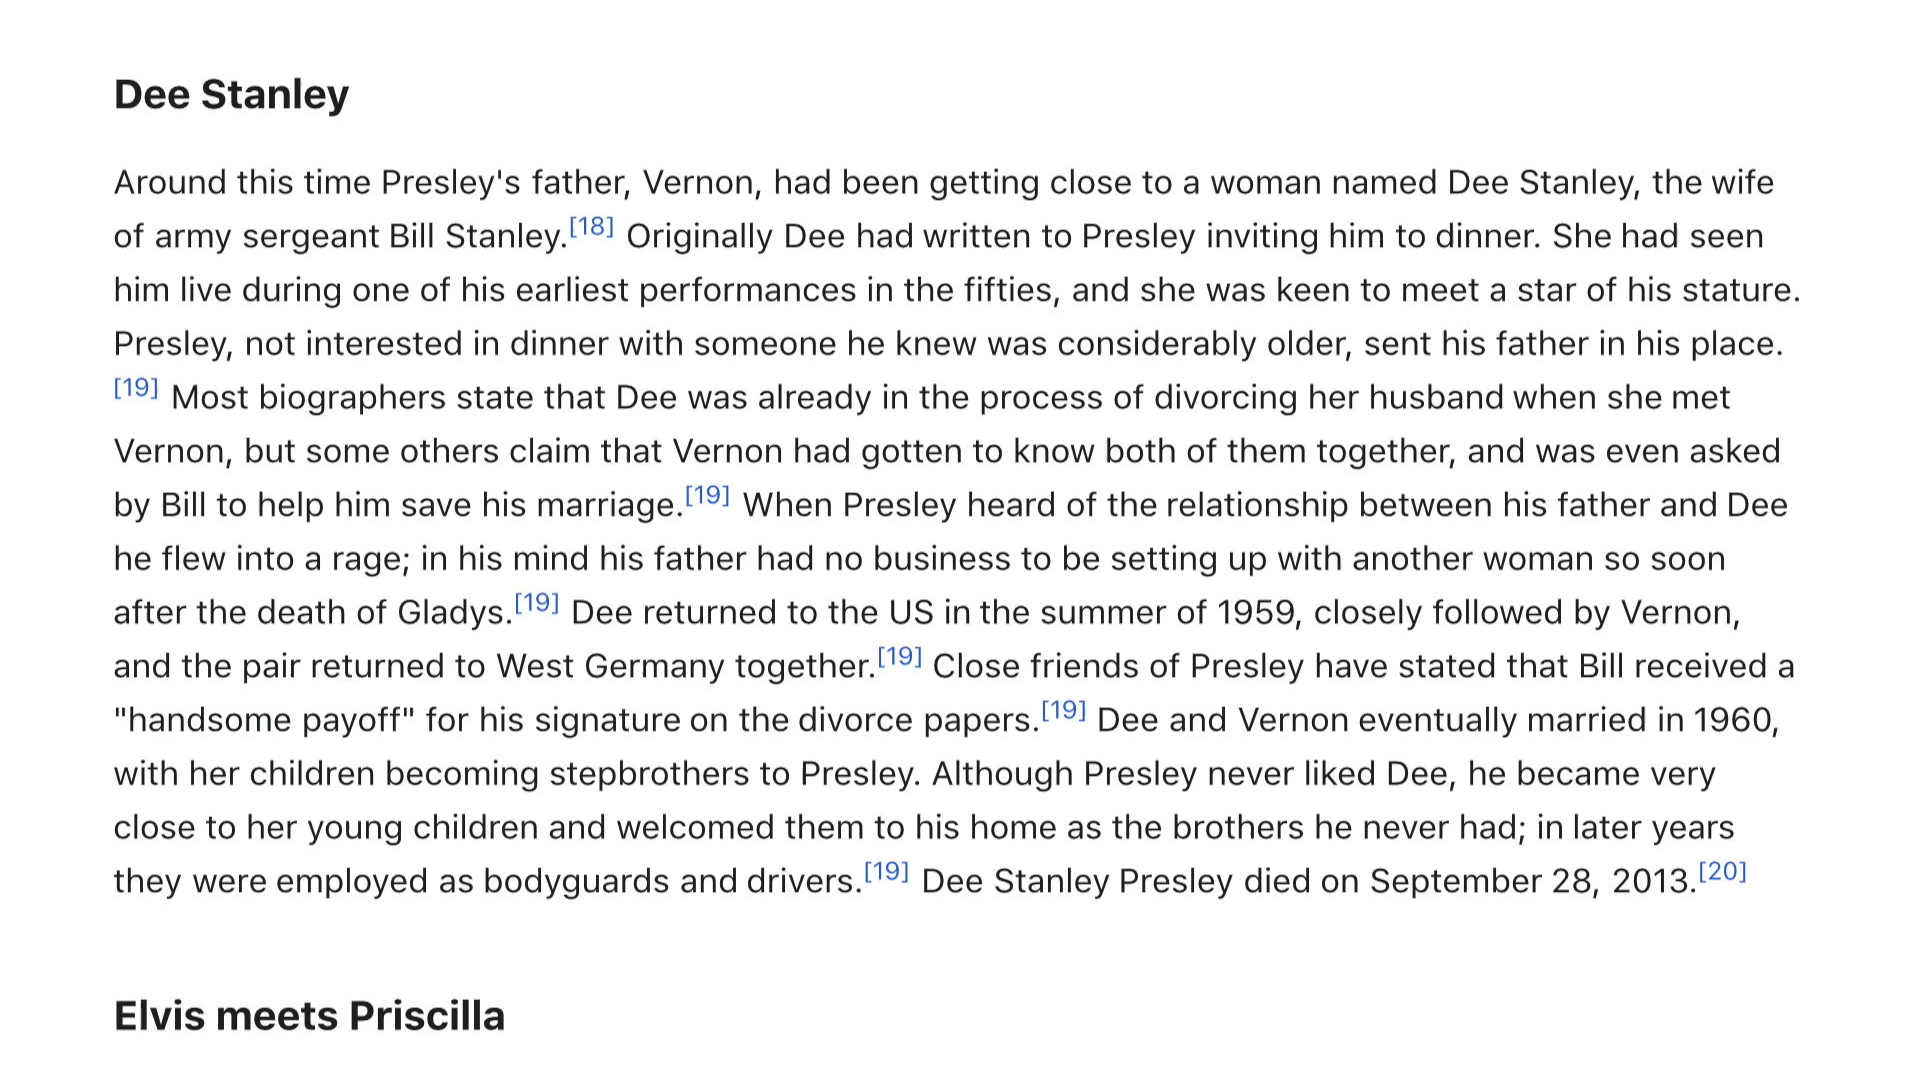 Dee Stanley
Around this time Presley's father, Vernon, had been getting close to a woman named Dee Stanley, the wife
of army sergeant Bill Stanley.[18] Originally Dee had written to Presley inviting him to dinner. She had seen
him live during one of his earliest performances in the fifties, and she was keen to meet a star of his stature.
Presley, not interested in dinner with someone he knew was considerably older, sent his father in his place.
[19] Most biographers state that Dee was already in the process of divorcing her husband when she met
Vernon, but some others claim that Vernon had gotten to know both of them together, and was even asked
by Bill to help him save his marriage.[19] When Presley heard of the relationship between his father and Dee
he flew into a rage; in his mind his father had no business to be setting up with another woman so soon
after the death of Gladys.[19] Dee returned to the US in the summer of 1959, closely followed by Vernon,
and the pair returned to West Germany together.[19] Close friends of Presley have stated that Bill received a
"handsome payoff" for his signature on the divorce papers.[19] Dee and Vernon eventually married in 1960,
with her children becoming stepbrothers to Presley. Although Presley never liked Dee, he became very
close to her young children and welcomed them to his home as the brothers he never had; in later years
they were employed as bodyguards and drivers.[19] Dee Stanley Presley died on September 28, 2013.[20]
Elvis meets Priscilla